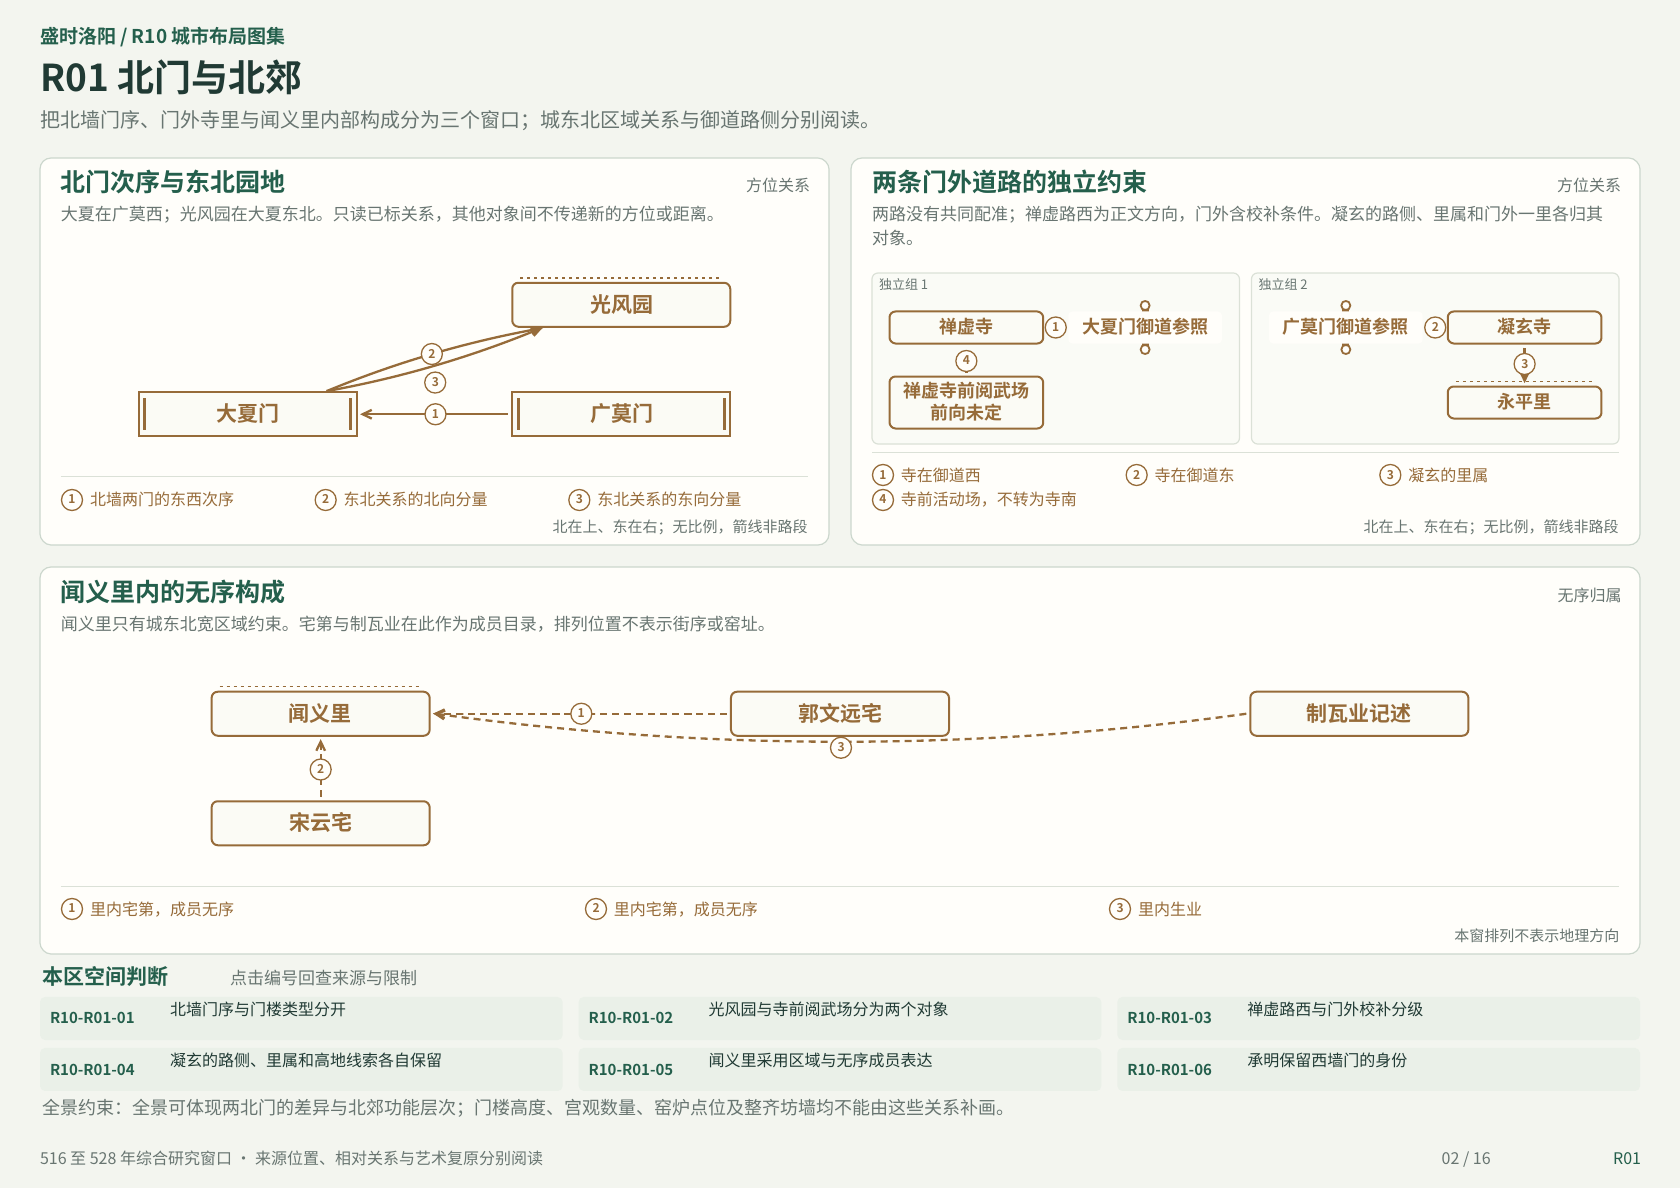 盛时洛阳 / R10 城市布局图集
R01 北门与北郊
把北墙门序、门外寺里与闻义里内部构成分为三个窗口；城东北区域关系与御道路侧分别阅读。
北门次序与东北园地
方位关系
大夏在广莫西；光风园在大夏东北。只读已标关系，其他对象间不传递新的方位或距离。
光风园
2
3
大夏门
1
广莫门
1 北墙两门的东西次序
2 东北关系的北向分量
3 东北关系的东向分量
北在上、东在右；无比例，箭线非路段
两条门外道路的独立约束
方位关系
两路没有共同配准；禅虚路西为正文方向，门外含校补条件。凝玄的路侧、里属和门外一里各归其
对象。
独立组 1
禅虚寺
1
大夏门御道参照
4
禅虚寺前阅武场
前向未定
独立组 2
广莫门御道参照
2
凝玄寺
3
永平里
1 寺在御道西
2 寺在御道东
3 凝玄的里属
4 寺前活动场，不转为寺南
北在上、东在右；无比例，箭线非路段
闻义里内的无序构成
无序归属
闻义里只有城东北宽区域约束。宅第与制瓦业在此作为成员目录，排列位置不表示街序或窑址。
闻义里
1
郭文远宅
制瓦业记述
3
2
宋云宅
1 里内宅第，成员无序
2 里内宅第，成员无序
3 里内生业
本窗排列不表示地理方向
本区空间判断
点击编号回查来源与限制
R10-R01-01 北墙门序与门楼类型分开
R10-R01-02 光风园与寺前阅武场分为两个对象
R10-R01-03 禅虚路西与门外校补分级
R10-R01-04 凝玄的路侧、里属和高地线索各自保留
R10-R01-05 闻义里采用区域与无序成员表达
R10-R01-06 承明保留西墙门的身份
全景约束：全景可体现两北门的差异与北郊功能层次；门楼高度、宫观数量、窑炉点位及整齐坊墙均不能由这些关系补画。
516 至 528 年综合研究窗口 · 来源位置、相对关系与艺术复原分别阅读
02 / 16
R01